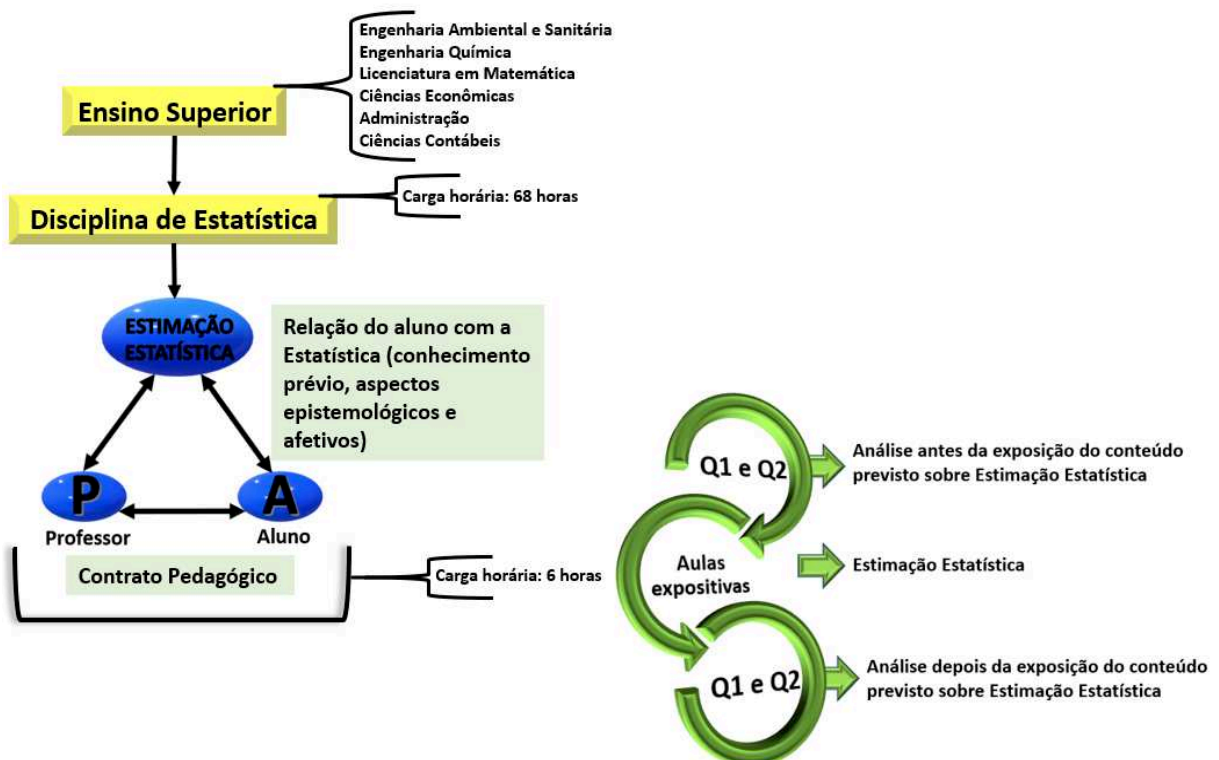 Engenharia Ambiental e Sanitária
Engenharia Química
Licenciatura em Matemática
Ciências Econômicas
Administração
Ciências Contábeis
Ensino Superior
Carga horária: 68 horas
Disciplina de Estatística
ESTIMAÇÃO
ESTATÍSTICA
Relação do aluno com a
Estatística (conhecimento
prévio, aspectos
epistemológicos e
afetivos)
P
A
Professor
Aluno
Contrato Pedagógico
Carga horária: 6 horas
Q1 e Q2
Análise antes da exposição do conteúdo
previsto sobre Estimação Estatística
Aulas
expositivas
Estimação Estatística
Q1 e Q2
Análise depois da exposição do conteúdo
previsto sobre Estimação Estatística